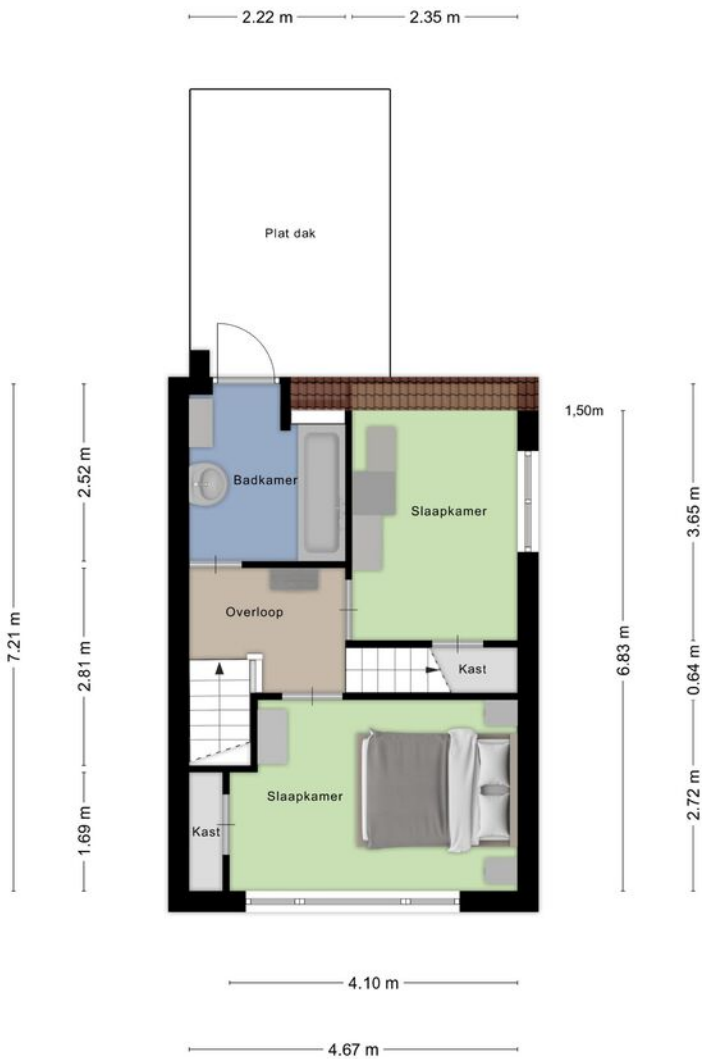 2.22 m
2.35 m
Plat dak
1,50m
2.52 m
Badkamer
3.65 m
Slaapkamer
7.21 m
Overloop
2.81 m
6.83 m
Kast
0.64 m
Slaapkamer
2.72 m
Kast
1.69 m
4.10 m
4.67 m